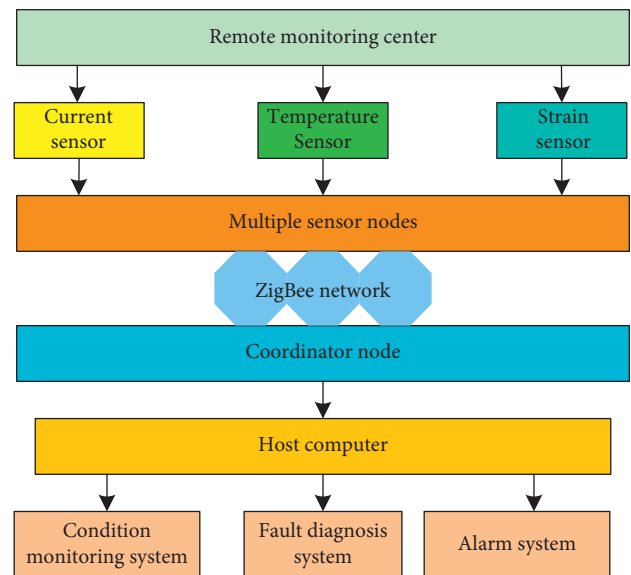 Remote monitoring center
Current
sensor
Temperature
Sensor
Strain
sensor
Multiple sensor nodes
ZigBee network
Coordinator node
Host computer
Condition
monitoring system
Fault diagnosis
system
Alarm system